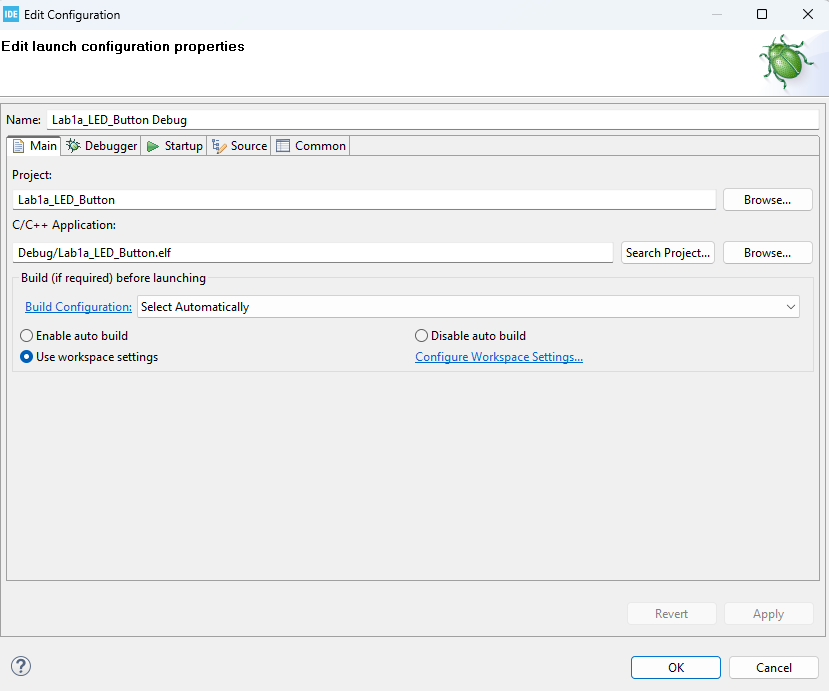 IDE Edit Configuration
Edit launch configuration properties
Name: Lab1a_LED_Button Debug
Main Debugger Startup Source Common
Project:
Lab1a_LED_Button Browse...
C/C++ Application:
Debug/Lab1a_LED_Button.elf Search Project... Browse...
Build (if required) before launching
Build Configuration: Select Automatically
Enable auto build Disable auto build
Use workspace settings Configure Workspace Settings...
Revert Apply
? OK Cancel